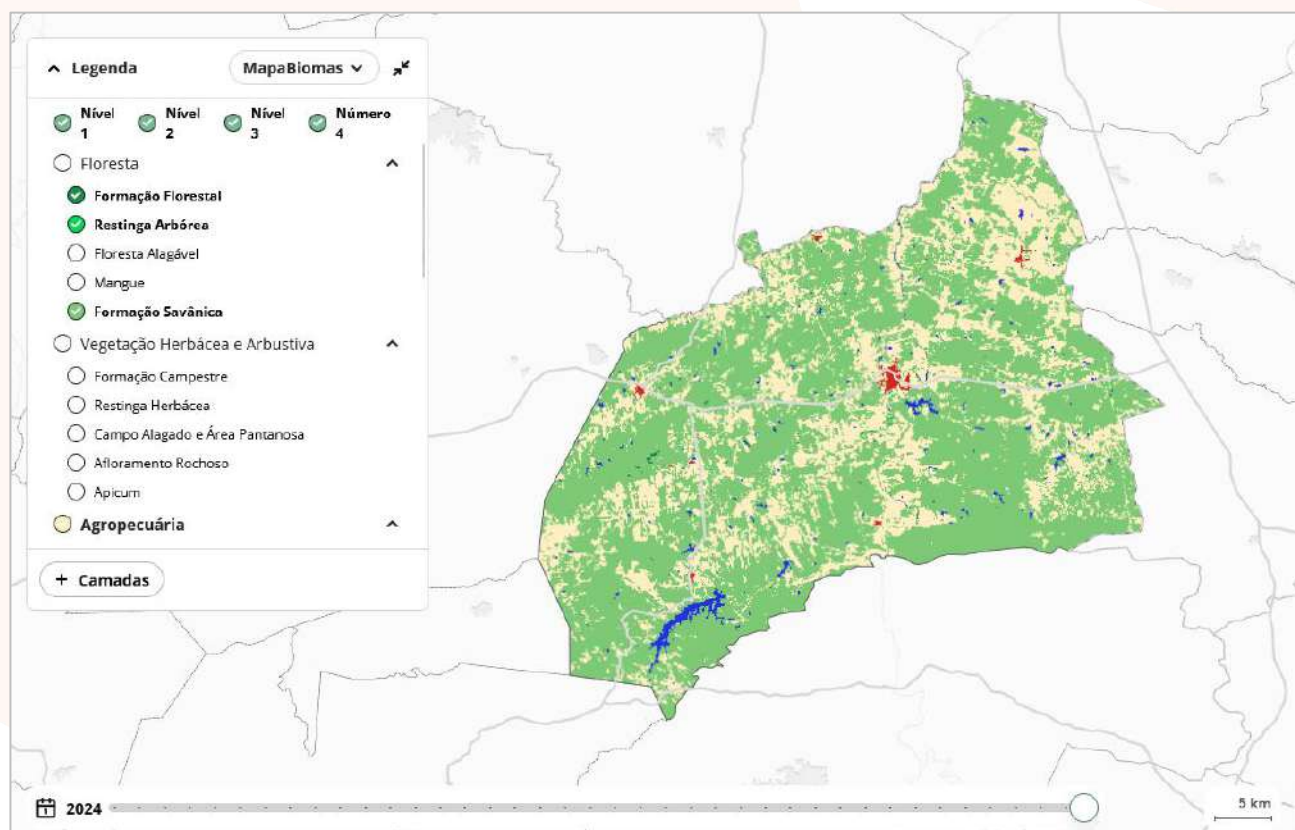 Legenda
MapaBiomas
Nível 1
Nível 2
Nível 3
Número 4
Floresta
Formação Florestal
Restinga Arbórea
Floresta Alagável
Mangue
Formação Savânica
Vegetação Herbácea e Arbustiva
Formação Campestre
Restinga Herbácea
Campo Alagado e Área Pantanosa
Afloramento Rochoso
Apicum
Agropecuária
+ Camadas
2024
5 km